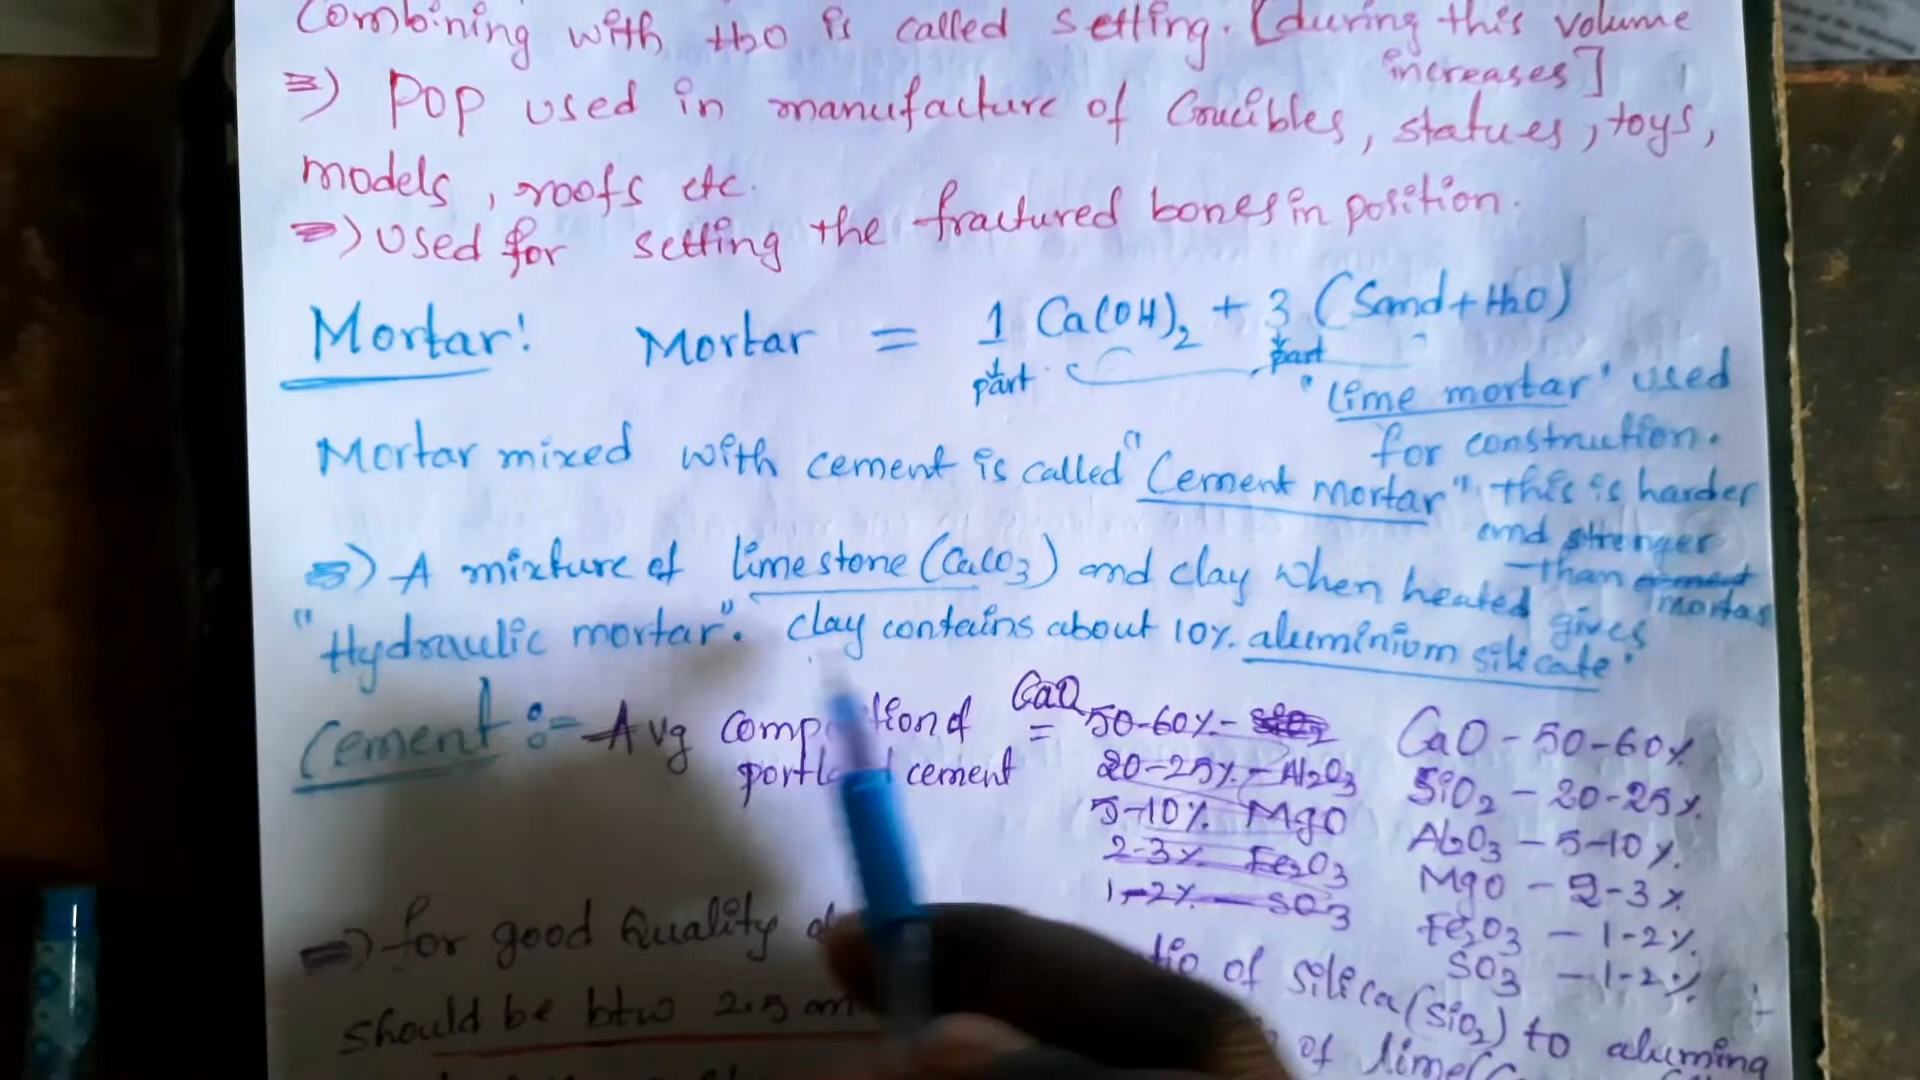 Combining with H2O is called setting. [during this volume
increases]
=) POP used in manufacture of Crucibles, statues, toys,
models, roofs etc.
=) Used for setting the fractured bones in position.
Mortar: Mortar = 1 Ca(OH)2 + 3 (Sand + H2O)
part part
"lime mortar" used
for construction.
Mortar mixed with cement is called "Cement mortar" this is harder
and stronger
than mortar
=) A mixture of limestone (CaCO3) and clay when heated gives
"Hydraulic mortar". clay contains about 10% aluminium silicate.
Cement :- Avg composition of portland cement = CaO 50-60%-
20-25% - Al2O3
5-10% MgO
2-3% Fe2O3
1-2% - SO3
CaO - 50-60%
SiO2 - 20-25%
Al2O3 - 5-10%
MgO - 2-3%
Fe2O3 - 1-2%
SO3 - 1-2%
=) for good Quality of silica (SiO2) to alumina
should be btw 2.5 of lime